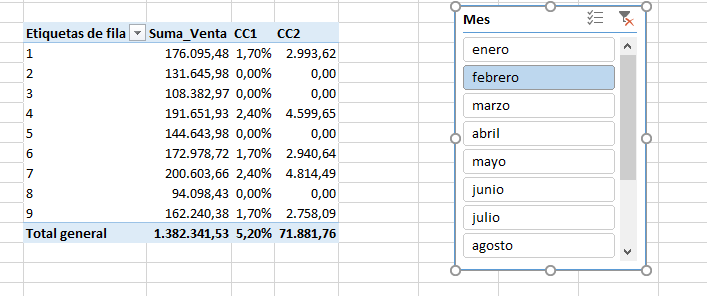 Etiquetas de fila Suma_Venta CC1 CC2
1 176.095,48 1,70% 2.993,62
2 131.645,98 0,00% 0,00
3 108.382,97 0,00% 0,00
4 191.651,93 2,40% 4.599,65
5 144.643,98 0,00% 0,00
6 172.978,72 1,70% 2.940,64
7 200.603,66 2,40% 4.814,49
8 94.098,43 0,00% 0,00
9 162.240,38 1,70% 2.758,09
Total general 1.382.341,53 5,20% 71.881,76
Mes
enero
febrero
marzo
abril
mayo
junio
julio
agosto